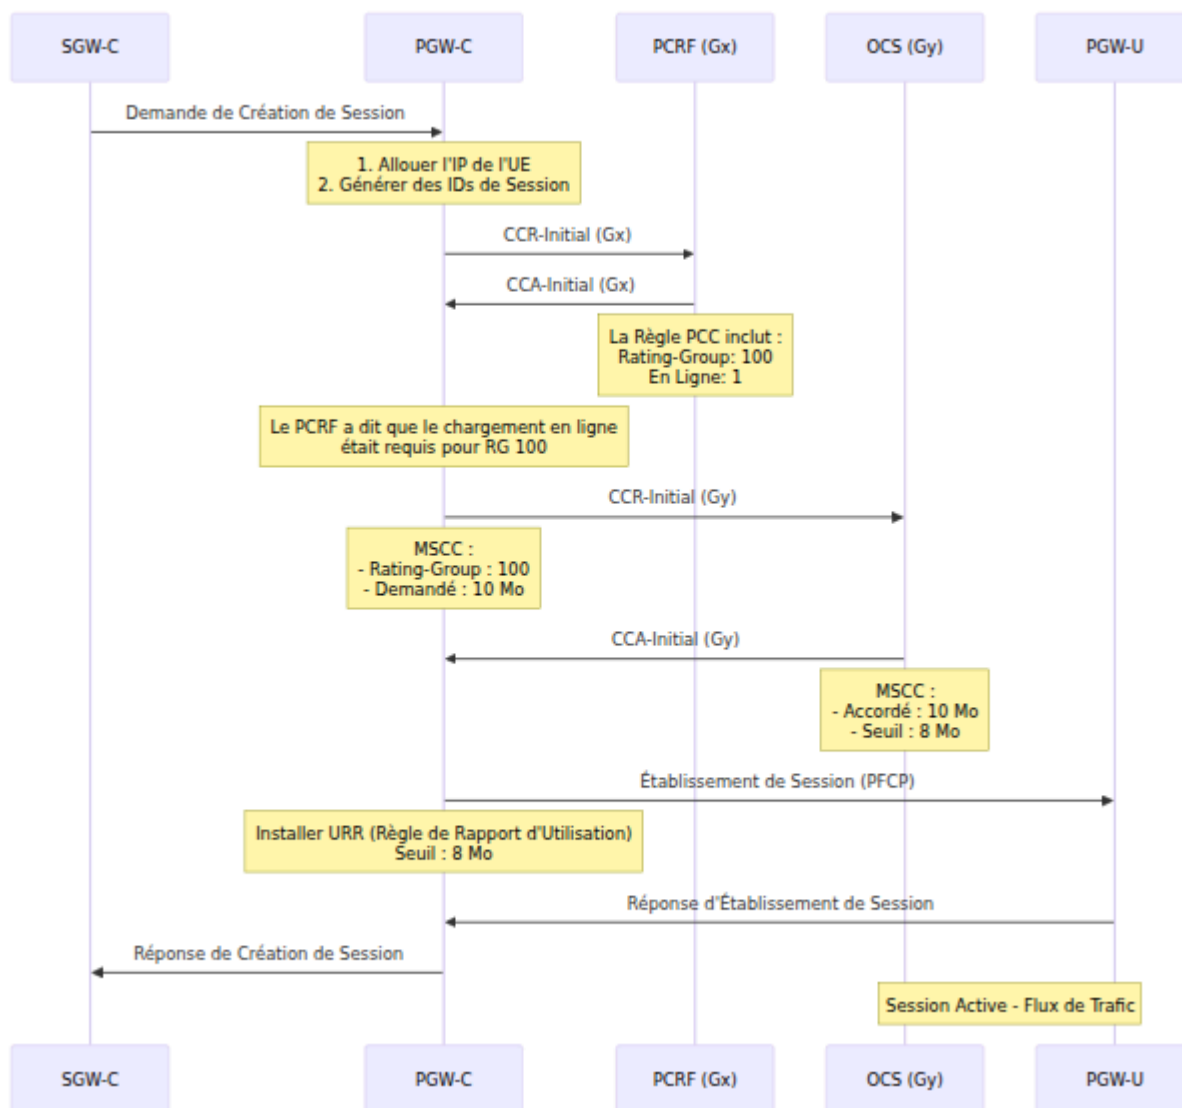 SGW-C
PGW-C
PCRF (Gx)
OCS (Gy)
PGW-U
Demande de Création de Session
1. Allouer l'IP de l'UE
2. Générer des IDs de Session
CCR-Initial (Gx)
CCA-Initial (Gx)
La Règle PCC inclut :
Rating-Group: 100
En Ligne: 1
Le PCRF a dit que le chargement en ligne
était requis pour RG 100
CCR-Initial (Gy)
MSCC :
- Rating-Group : 100
- Demandé : 10 Mo
CCA-Initial (Gy)
MSCC :
- Accordé : 10 Mo
- Seuil : 8 Mo
Établissement de Session (PFCP)
Installer URR (Règle de Rapport d'Utilisation)
Seuil : 8 Mo
Réponse d'Établissement de Session
Réponse de Création de Session
Session Active - Flux de Trafic
SGW-C
PGW-C
PCRF (Gx)
OCS (Gy)
PGW-U